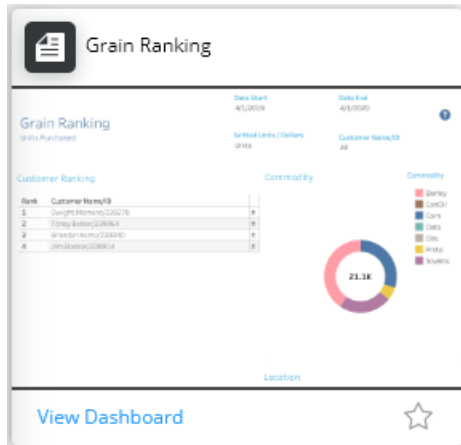 Grain Ranking
Date Start
4/1/2019
Date End
4/1/2020
Grain Ranking
Units Purchased
Settled Units / Dollars
Units
Customer Name/ID
All
Customer Ranking
Commodity
Commodity
Rank Customer Name/ID
1
2
3
4
Barley
Corn
Oats
Oils
21.1K
Location
View Dashboard